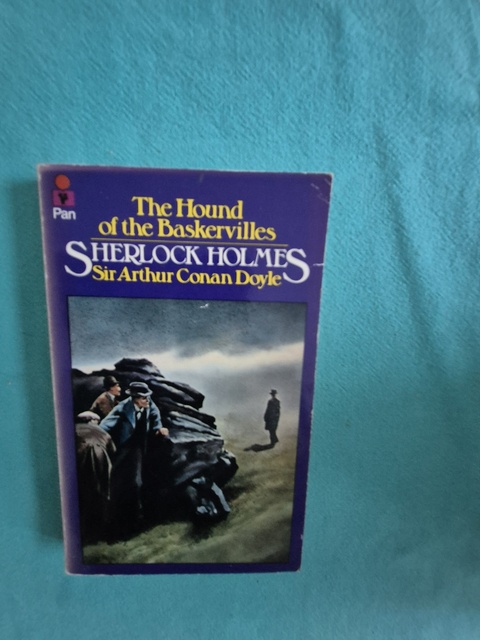 Pan
The Hound
of the Baskervilles
SHERLOCK HOLMES
Sir Arthur Conan Doyle